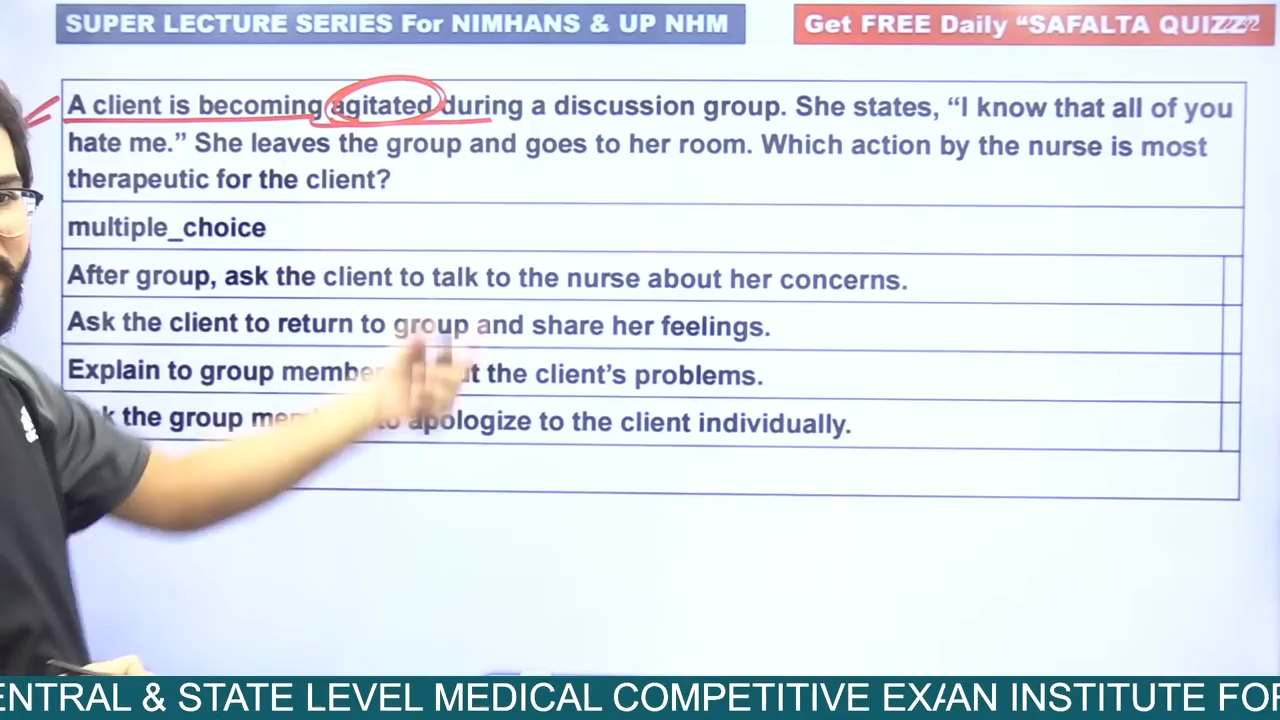 SUPER LECTURE SERIES For NIMHANS & UP NHM
Get FREE Daily “SAFALTA QUIZ
A client is becoming agitated during a discussion group. She states, “I know that all of you
hate me.” She leaves the group and goes to her room. Which action by the nurse is most
therapeutic for the client?
multiple_choice
After group, ask the client to talk to the nurse about her concerns.
Ask the client to return to group and share her feelings.
Explain to group the client’s problems.
the group to apologize to the client individually.
ENTRAL & STATE LEVEL MEDICAL COMPETITIVE AN INSTITUTE FOR